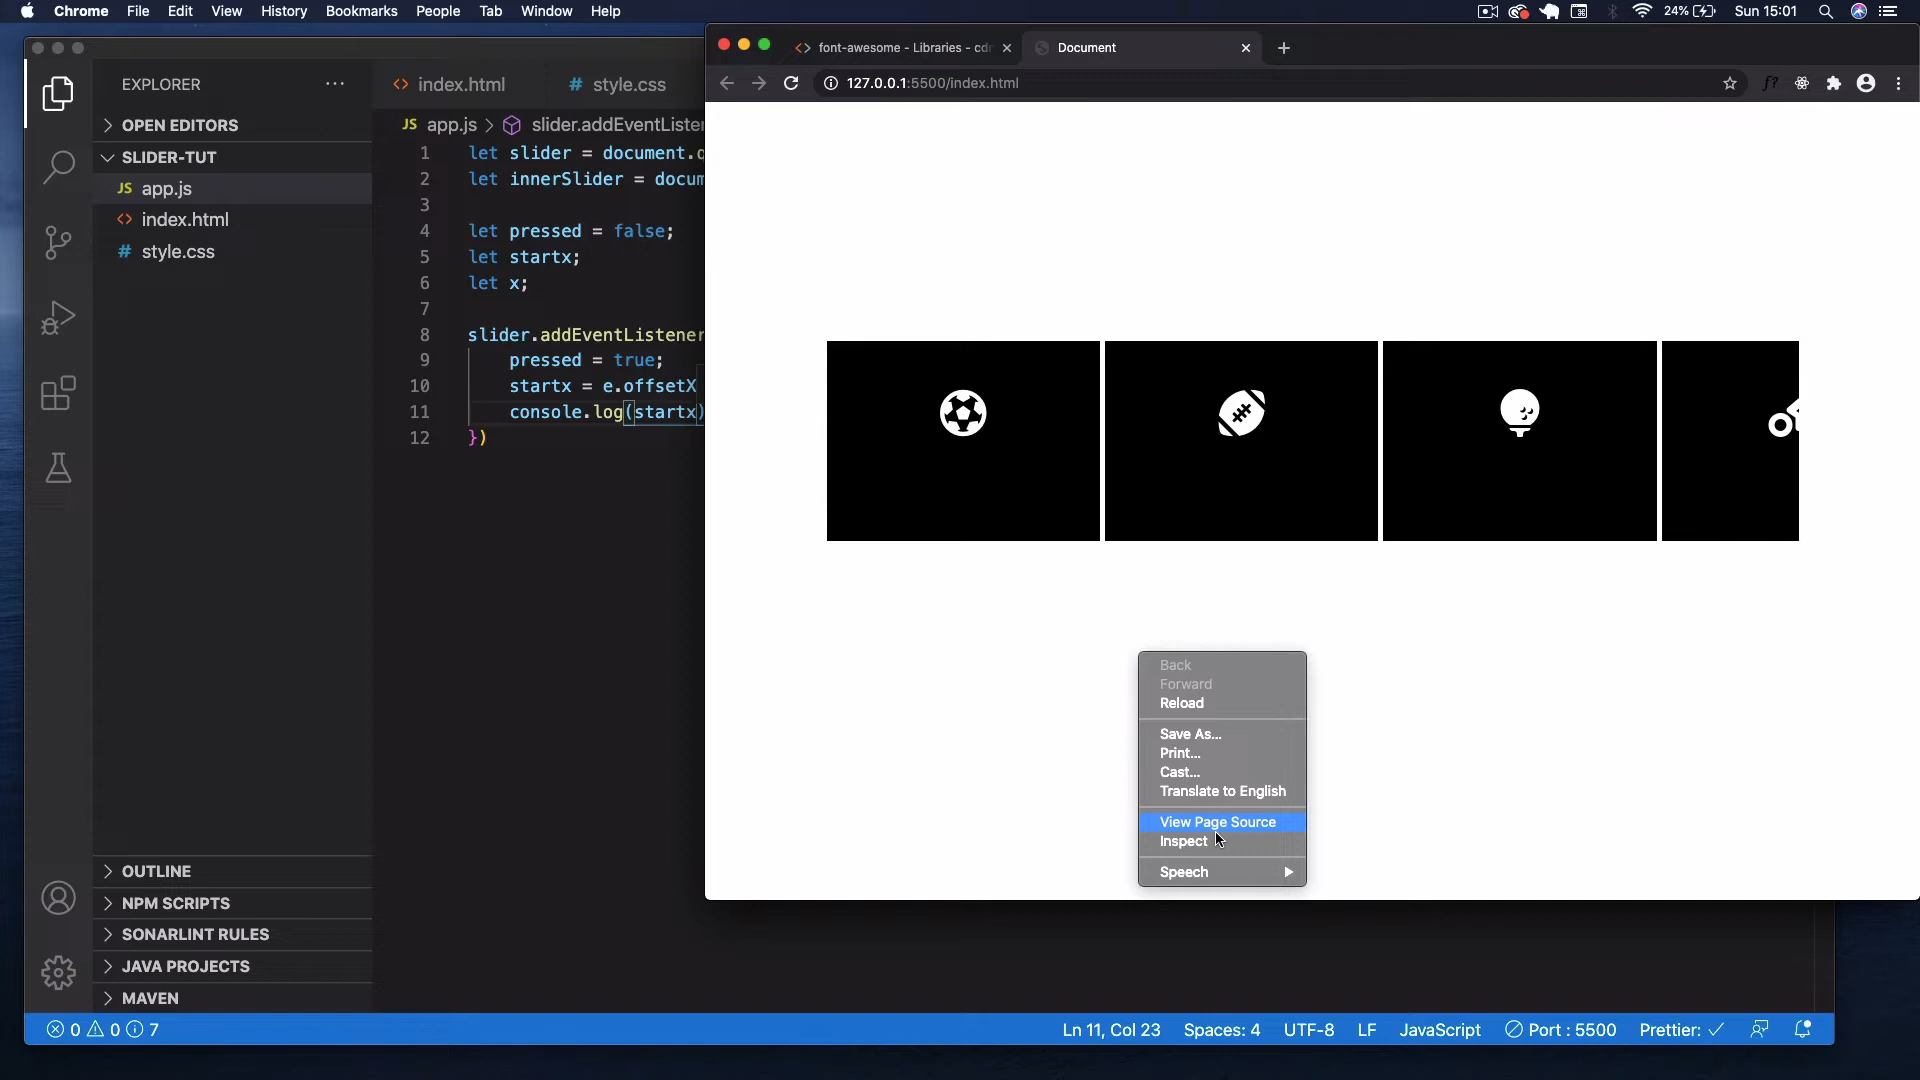 Chrome File Edit View History Bookmarks People Tab Window Help
24% Sun 15:01
EXPLORER
OPEN EDITORS
SLIDER-TUT
JS app.js
<> index.html
# style.css
OUTLINE
NPM SCRIPTS
SONARLINT RULES
JAVA PROJECTS
MAVEN
<> index.html # style.css
JS app.js > slider.addEventListe
1 let slider = document.
2 let innerSlider = docum
3
4 let pressed = false;
5 let startx;
6 let x;
7
8 slider.addEventListener
9 pressed = true;
10 startx = e.offsetX
11 console.log(startx)
12 })
<> font-awesome - Libraries - cdn
Document
127.0.0.1:5500/index.html
f?
Back
Forward
Reload
Save As...
Print...
Cast...
Translate to English
View Page Source
Inspect
Speech
0 0 7
Ln 11, Col 23 Spaces: 4 UTF-8 LF JavaScript Port : 5500 Prettier: ✓